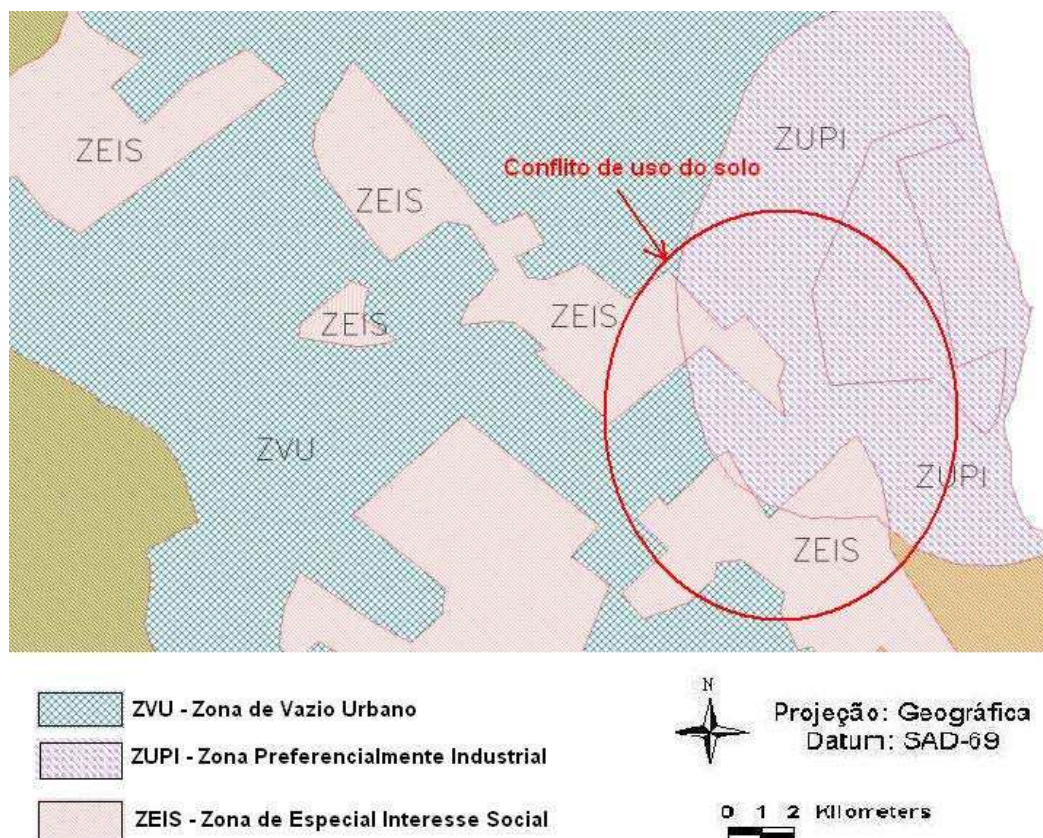 ZUPI
ZEIS
Conflito de uso do solo
ZEIS
ZEIS
ZEIS
ZVU
ZUPI
ZEIS
ZVU - Zona de Vazio Urbano
ZUPI - Zona Preferencialmente Industrial
ZEIS - Zona de Especial Interesse Social
N
Projeção: Geográfica
Datum: SAD-69
0 1 2 Kilometers